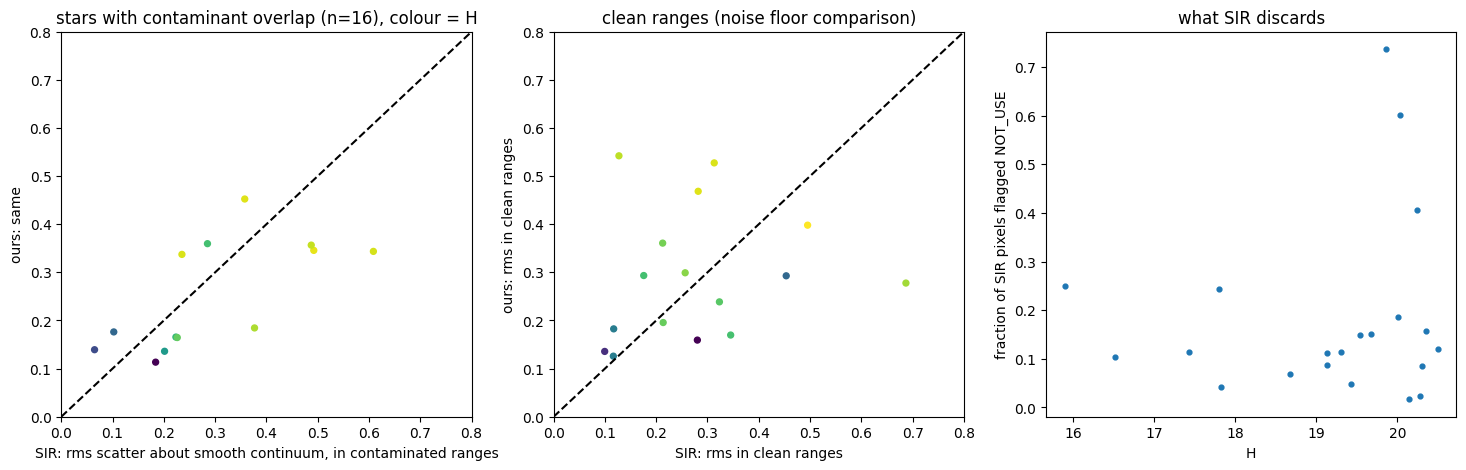 stars with contaminant overlap (n=16), colour = H
0.8
0.7
0.6
0.5
0.4
0.3
0.2
0.1
0.0
ours: same
0.0 0.1 0.2 0.3 0.4 0.5 0.6 0.7 0.8
SIR: rms scatter about smooth continuum, in contaminated ranges
clean ranges (noise floor comparison)
0.8
0.7
0.6
0.5
0.4
0.3
0.2
0.1
0.0
ours: rms in clean ranges
0.0 0.1 0.2 0.3 0.4 0.5 0.6 0.7 0.8
SIR: rms in clean ranges
what SIR discards
0.7
0.6
0.5
0.4
0.3
0.2
0.1
0.0
fraction of SIR pixels flagged NOT_USE
16 17 18 19 20
H